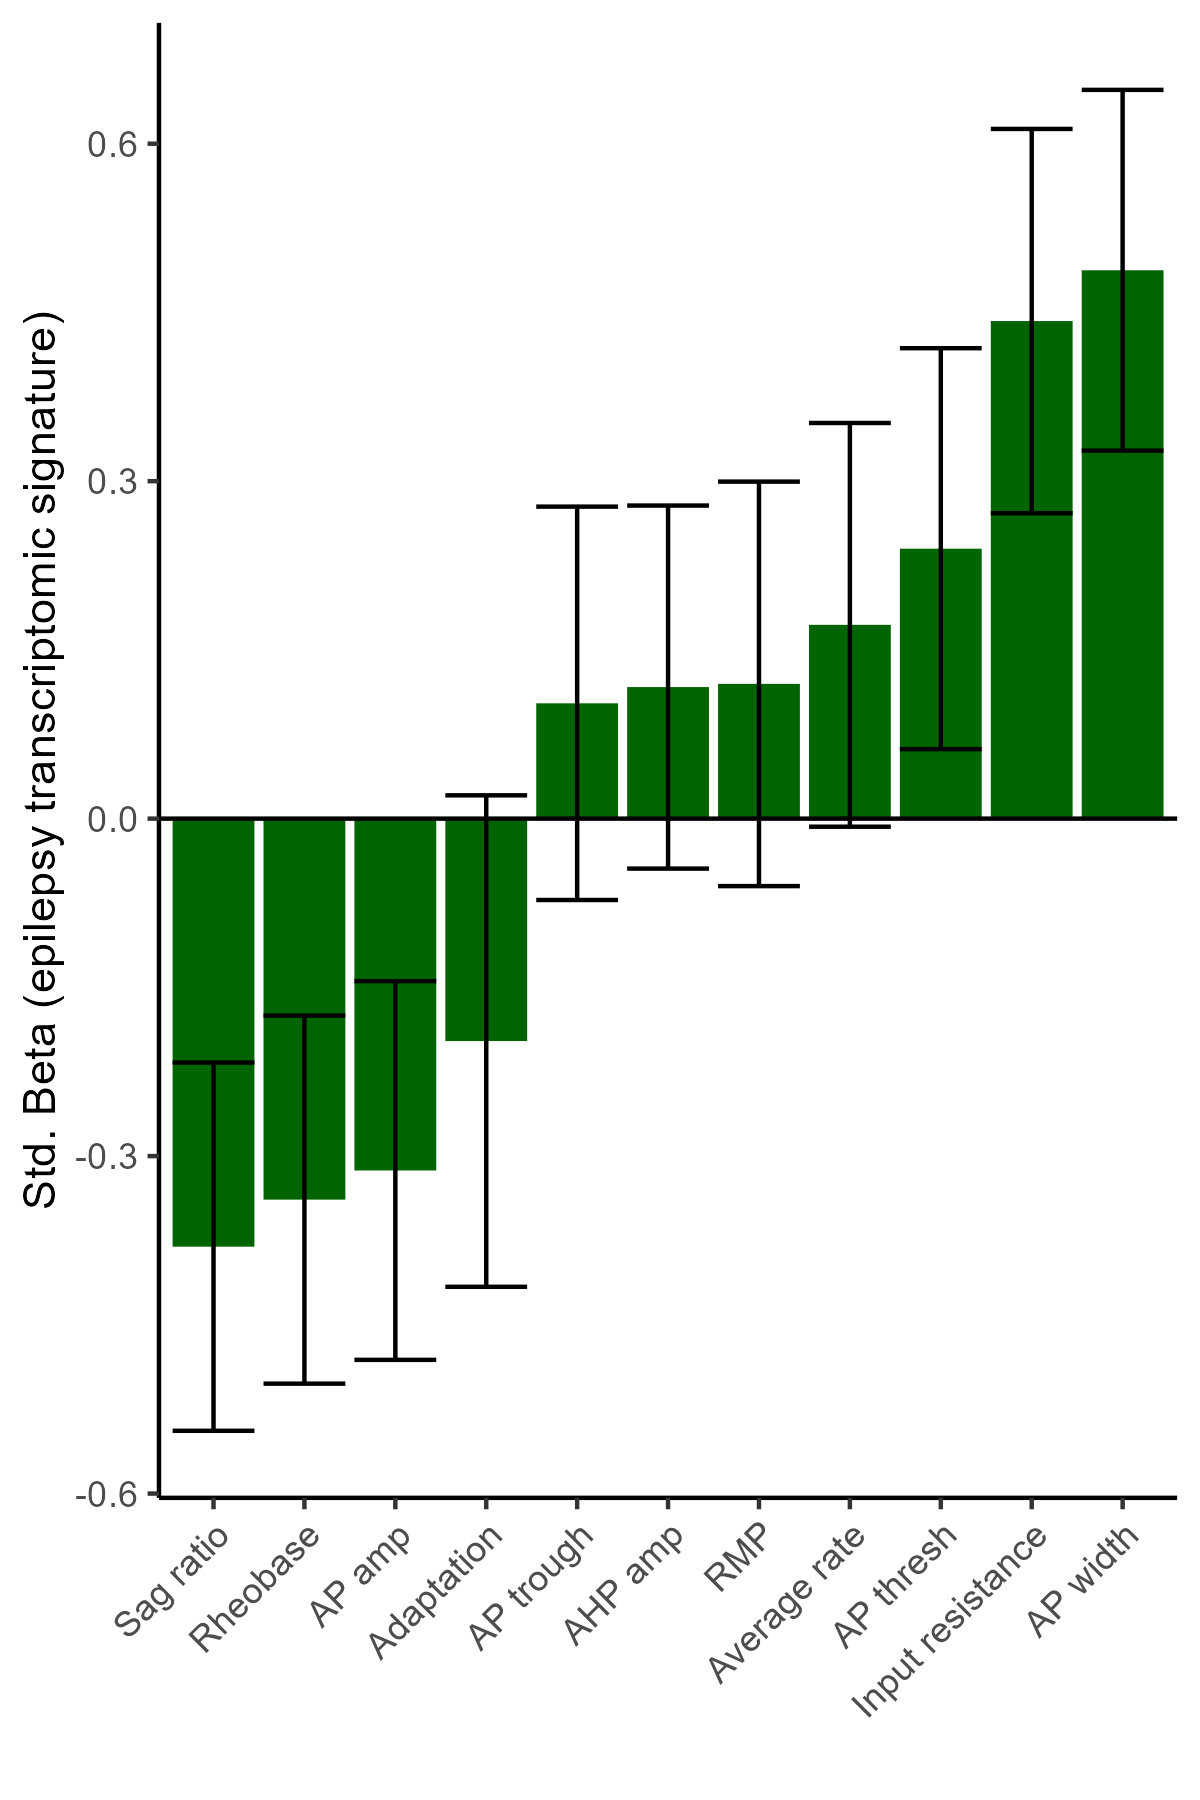 Std. Beta (epilepsy transcriptomic signature)
0.6
0.3
0.0
-0.3
-0.6
Sag ratio
Rheobase
AP amp
Adaptation
AP trough
AHP amp
RMP
Average rate
AP thresh
Input resistance
AP width